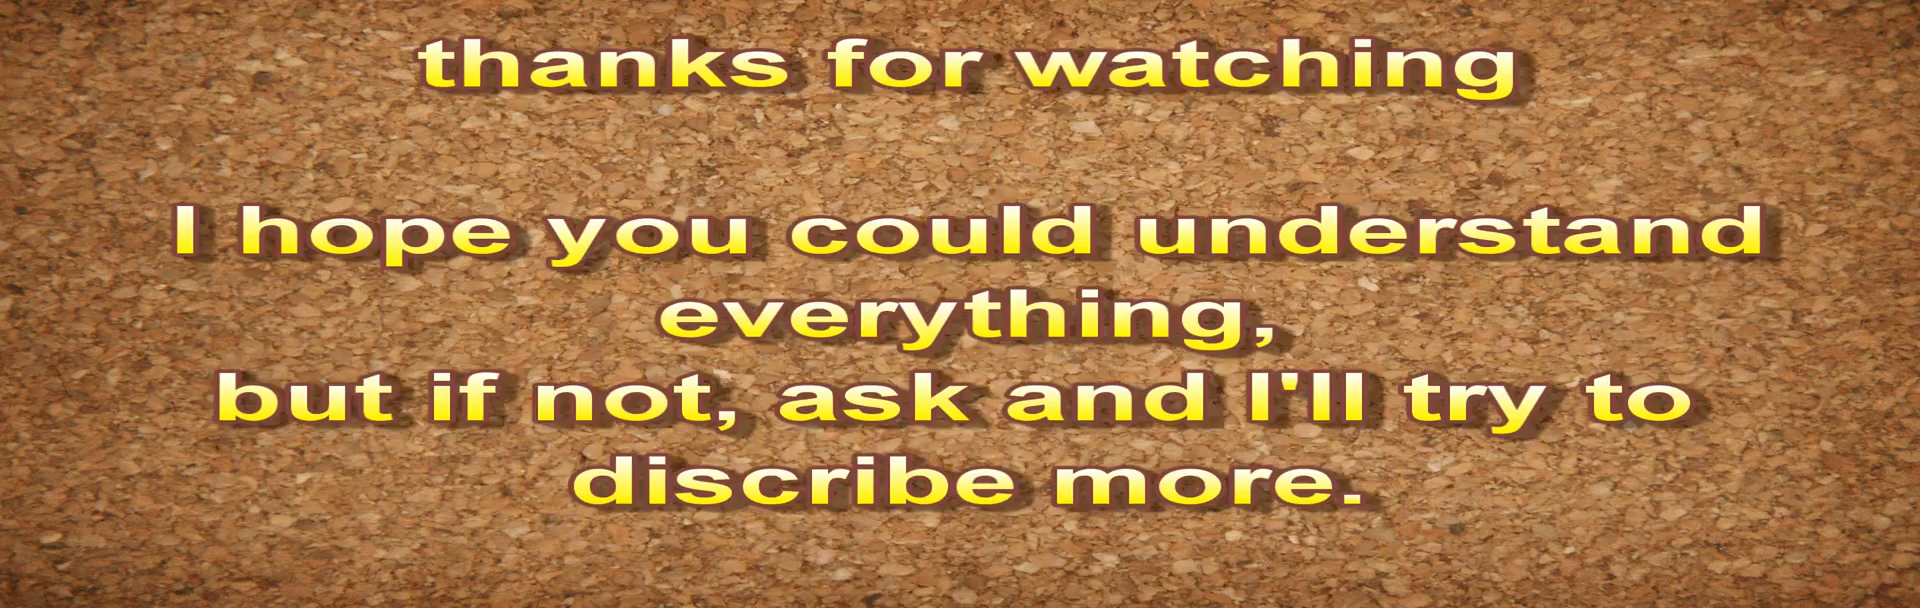 thanks for watching
I hope you could understand
everything,
but if not, ask and I'll try to
discribe more.